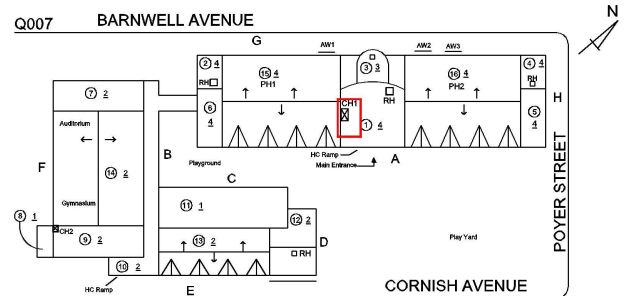 Q007 BARNWELL AVENUE
N
G
AW1 AW2 AW3
2 4
15 4
PH1
3 3
16 4
PH2
4 4
RH
RH
RH
H
7 2
6 4
CH1
1 4
5 4
Auditorium
F
14 2
B
Playground
HC Ramp
Main Entrance
A
POYER STREET
C
Gymnasium
11 1
8 1
CH2
9 2
12 2
13 2
D
RH
Play Yard
10 2
HC Ramp
E
CORNISH AVENUE